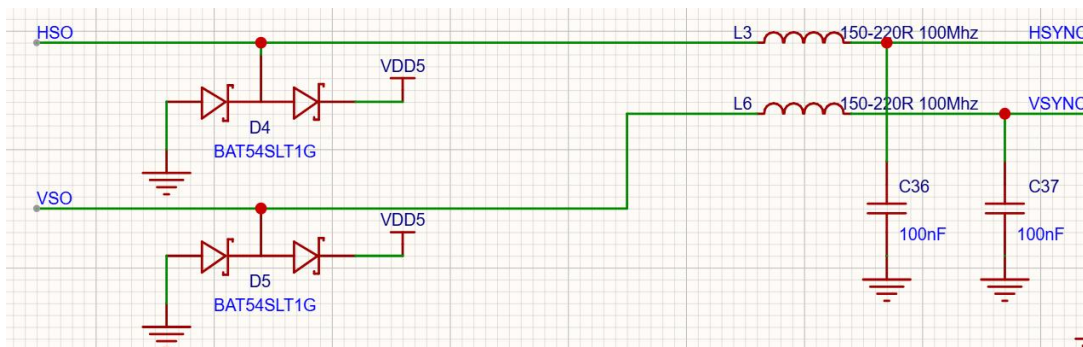 HSO
L3
150-220R 100Mhz
HSYNC
VDD5
D4
BAT54SLT1G
L6
150-220R 100Mhz
VSYNC
VSO
VDD5
D5
BAT54SLT1G
C36
100nF
C37
100nF